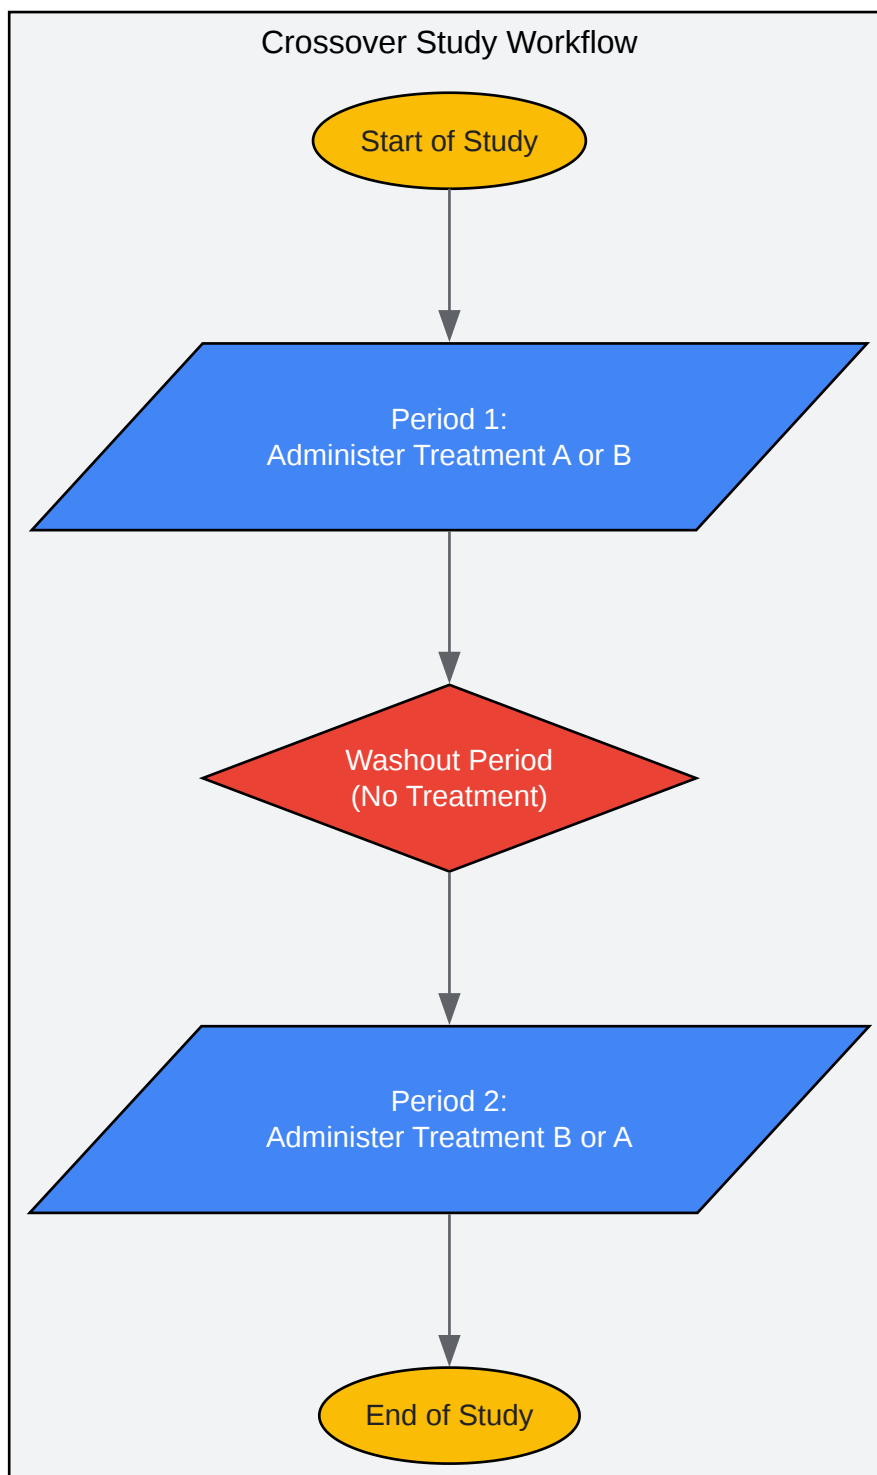 Crossover Study Workflow
Start of Study
Period 1:
Administer Treatment A or B
Washout Period
(No Treatment)
Period 2:
Administer Treatment B or A
End of Study